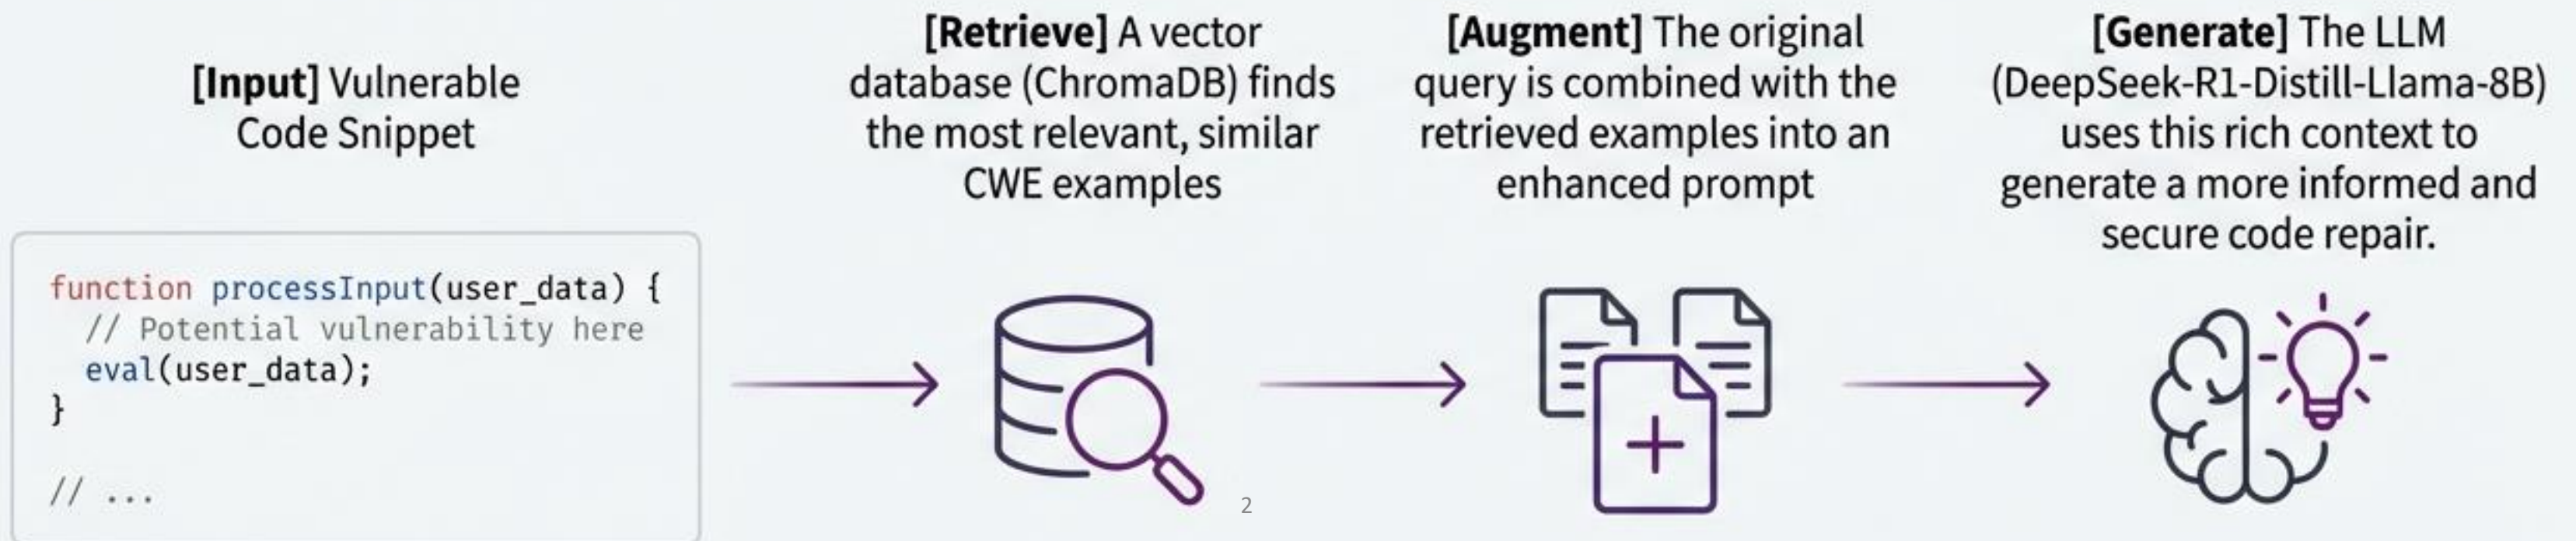 [Input] Vulnerable
Code Snippet
function processInput(user_data) {
// Potential vulnerability here
eval(user_data);
}
// ...
[Retrieve] A vector
database (ChromaDB) finds
the most relevant, similar
CWE examples
[Augment] The original
query is combined with the
retrieved examples into an
enhanced prompt
[Generate] The LLM
(DeepSeek-R1-Distill-Llama-8B)
uses this rich context to
generate a more informed and
secure code repair.
2